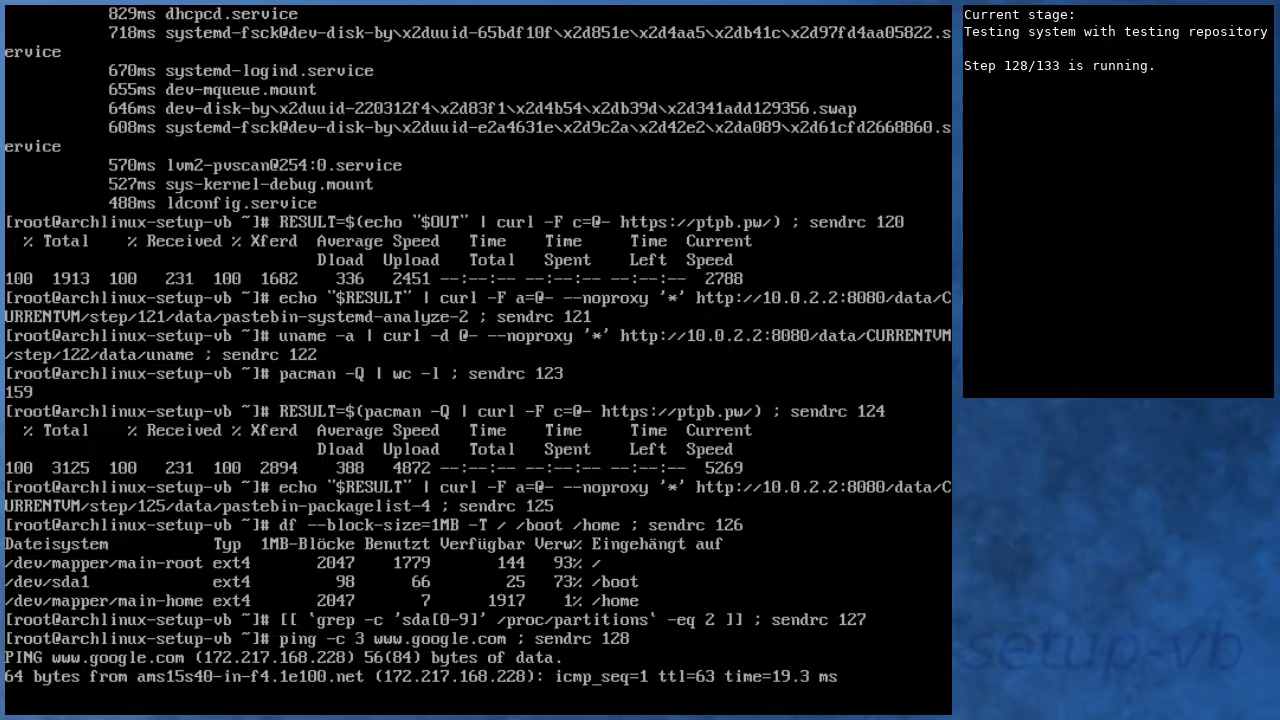 829ms dhcpcd.service
718ms systemd-fsck@dev-disk-by\x2duuid-65bdf10f\x2d851e\x2d4aa5\x2db41c\x2d97fd4aa05822.s
ervice
670ms systemd-logind.service
655ms dev-mqueue.mount
646ms dev-disk-by\x2duuid-220312f4\x2d83f1\x2d4b54\x2db39d\x2d341add129356.swap
608ms systemd-fsck@dev-disk-by\x2duuid-e2a4631e\x2d9c2a\x2d42e2\x2da089\x2d61cfd2668860.s
ervice
570ms lvm2-pvscan@254:0.service
527ms sys-kernel-debug.mount
488ms ldconfig.service
[root@archlinux-setup-vb ~]# RESULT=$(echo "$OUT" | curl -F c=@- https://ptpb.pw/) ; sendrc 120
% Total    % Received % Xferd  Average Speed   Time    Time     Time  Current
Dload  Upload   Total   Spent    Left  Speed
100  1913  100   231  100  1682    336   2451 --:--:-- --:--:-- --:--:--  2788
[root@archlinux-setup-vb ~]# echo "$RESULT" | curl -F a=@- --noproxy '*' http://10.0.2.2:8080/data/C
URRENTVM/step/121/data/pastebin-systemd-analyze-2 ; sendrc 121
[root@archlinux-setup-vb ~]# uname -a | curl -d @- --noproxy '*' http://10.0.2.2:8080/data/CURRENTVM
/step/122/data/uname ; sendrc 122
[root@archlinux-setup-vb ~]# pacman -Q | wc -l ; sendrc 123
159
[root@archlinux-setup-vb ~]# RESULT=$(pacman -Q | curl -F c=@- https://ptpb.pw/) ; sendrc 124
% Total    % Received % Xferd  Average Speed   Time    Time     Time  Current
Dload  Upload   Total   Spent    Left  Speed
100  3125  100   231  100  2894    388   4872 --:--:-- --:--:-- --:--:--  5269
[root@archlinux-setup-vb ~]# echo "$RESULT" | curl -F a=@- --noproxy '*' http://10.0.2.2:8080/data/C
URRENTVM/step/125/data/pastebin-packagelist-4 ; sendrc 125
[root@archlinux-setup-vb ~]# df --block-size=1MB -T / /boot /home ; sendrc 126
Dateisystem           Typ  1MB-Blöcke Benutzt Verfügbar Verw% Eingehängt auf
/dev/mapper/main-root ext4       2047    1779       144   93% /
/dev/sda1             ext4         98      66        25   73% /boot
/dev/mapper/main-home ext4       2047       7      1917    1% /home
[root@archlinux-setup-vb ~]# [[ `grep -c 'sda[0-9]' /proc/partitions` -eq 2 ]] ; sendrc 127
[root@archlinux-setup-vb ~]# ping -c 3 www.google.com ; sendrc 128
PING www.google.com (172.217.168.228) 56(84) bytes of data.
64 bytes from ams15s40-in-f4.1e100.net (172.217.168.228): icmp_seq=1 ttl=63 time=19.3 ms
Current stage:
Testing system with testing repository
Step 128/133 is running.
setup-vb